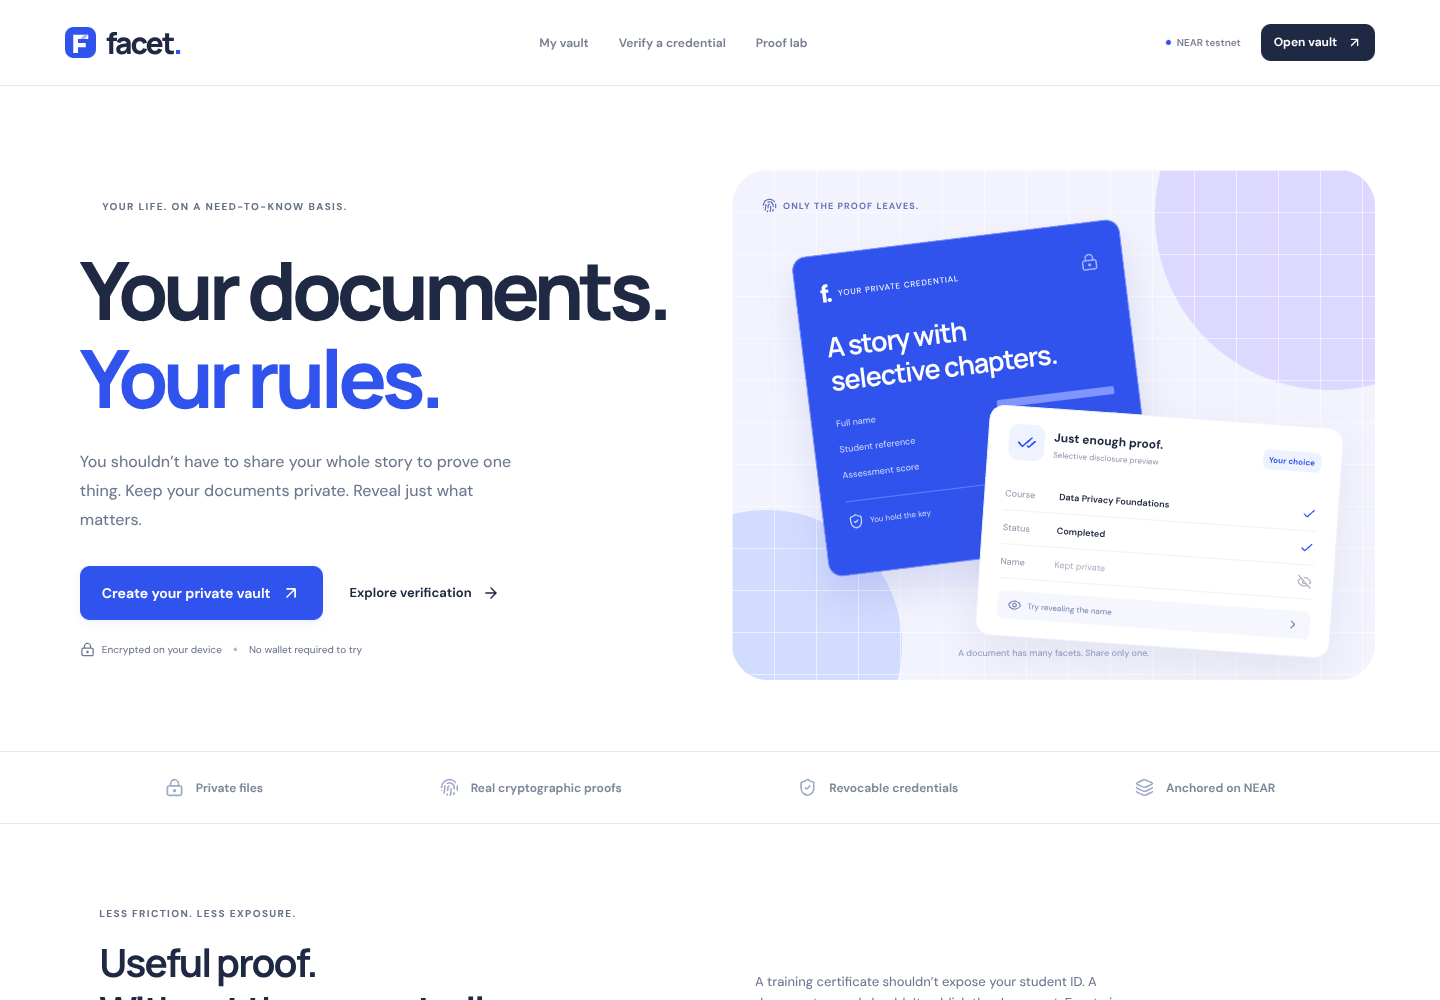 facet.
My vault
Verify a credential
Proof lab
NEAR testnet
Open vault
YOUR LIFE. ON A NEED-TO-KNOW BASIS.
Your documents.
Your rules.
You shouldn’t have to share your whole story to prove one
thing. Keep your documents private. Reveal just what
matters.
Create your private vault
Explore verification
Encrypted on your device • No wallet required to try
ONLY THE PROOF LEAVES.
f. YOUR PRIVATE CREDENTIAL
A story with
selective chapters.
Full name
Student reference
Assessment score
You hold the key
Just enough proof.
Selective disclosure preview
Your choice
Course Data Privacy Foundations
Status Completed
Name Kept private
Try revealing the name
A document has many facets. Share only one.
Private files
Real cryptographic proofs
Revocable credentials
Anchored on NEAR
LESS FRICTION. LESS EXPOSURE.
Useful proof.
A training certificate shouldn’t expose your student ID. A